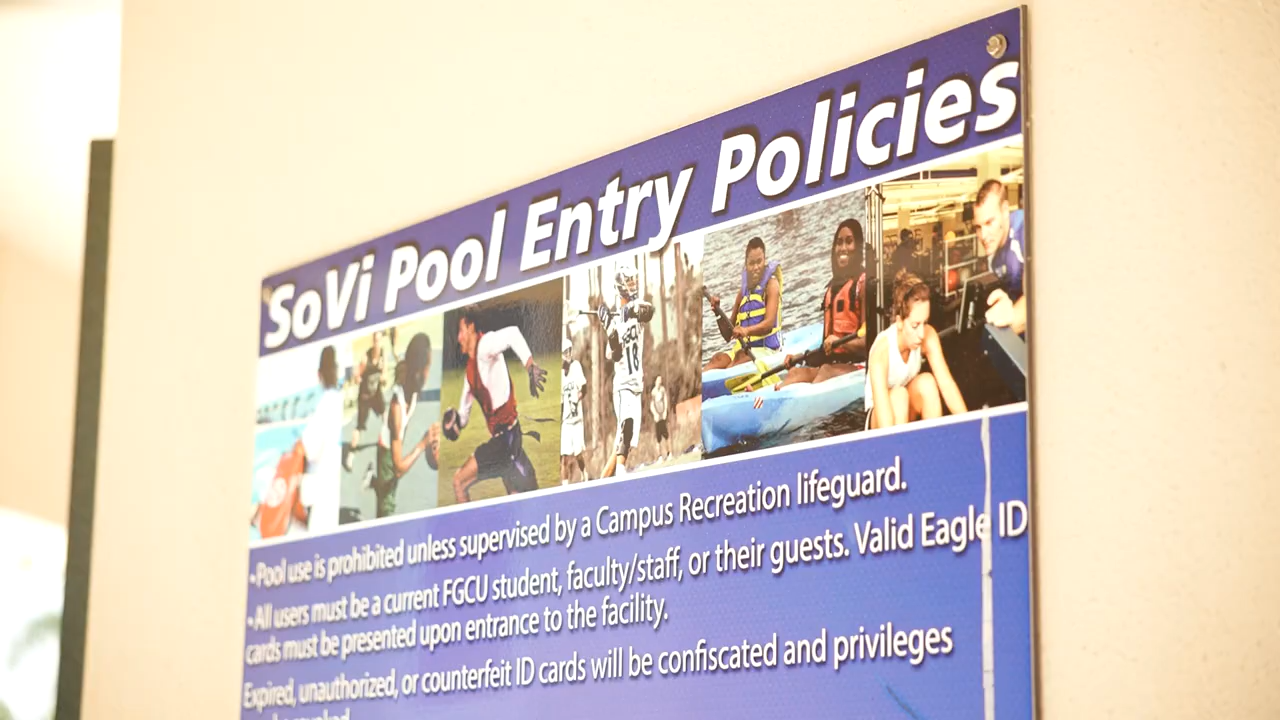 SoVi Pool Entry Policies
18
•Pool use is prohibited unless supervised by a Campus Recreation lifeguard.
•All users must be a current FGCU student, faculty/staff, or their guests. Valid Eagle ID
cards must be presented upon entrance to the facility.
Expired, unauthorized, or counterfeit ID cards will be confiscated and privileges